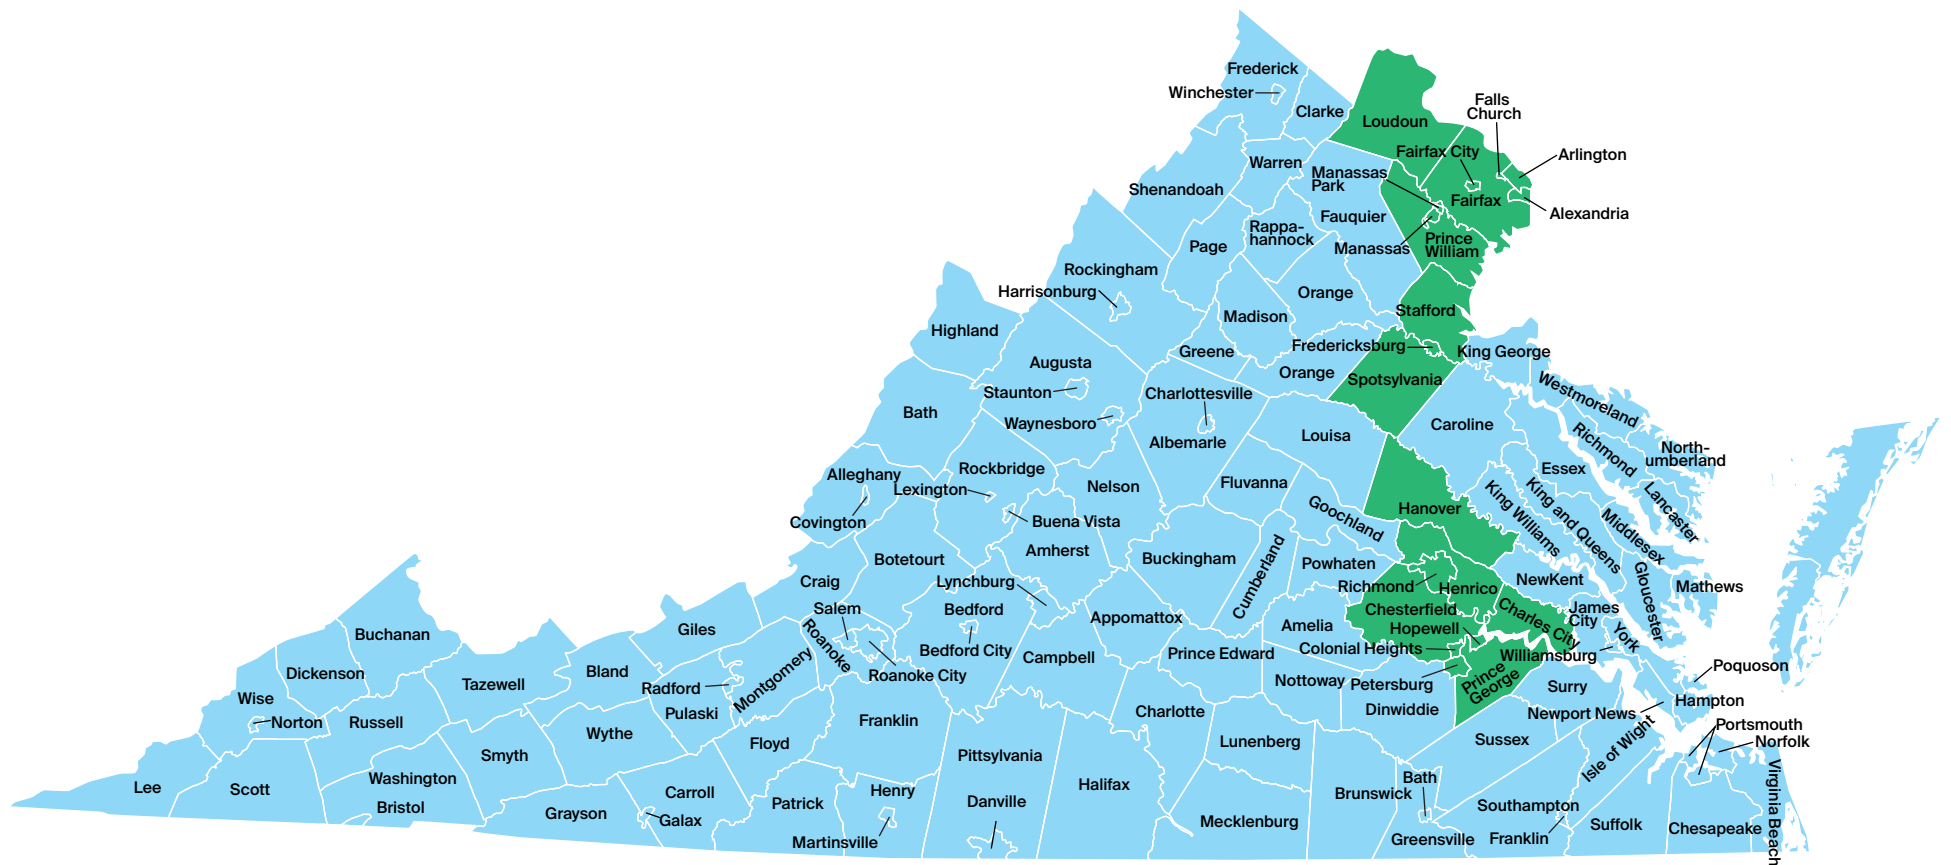 Frederick
Winchester
Clarke
Loudoun
Falls
Church
Fairfax City
Arlington
Warren
Manassas
Park
Shenandoah
Fairfax
Alexandria
Fauquier
Rappa-
hannock
Page
Manassas
Prince
William
Rockingham
Harrisonburg
Orange
Madison
Stafford
Highland
Fredericksburg
King George
Greene
Augusta
Orange
Spotsylvania
Staunton
Charlottesville
Westmoreland
Bath
Waynesboro
Albemarle
Louisa
Caroline
Richmond
North-
umberland
Rockbridge
Alleghany
Lexington
Nelson
Fluvanna
Essex
Lancaster
Goochland
Hanover
King Williams
King and Queens
Middlesex
Covington
Buena Vista
Amherst
Botetourt
Buckingham
Cumberland
Powhaten
Richmond
Henrico
NewKent
Gloucester
Mathews
Craig
Lynchburg
Salem
Bedford
Appomattox
Chesterfield
Charles City
James
City
Giles
Buchanan
Roanoke
Amelia
Hopewell
York
Bedford City
Campbell
Prince Edward
Colonial Heights
Williamsburg
Poquoson
Dickenson
Bland
Tazewell
Montgomery
Roanoke City
Nottoway
Petersburg
Prince
George
Surry
Radford
Wise
Norton
Russell
Pulaski
Franklin
Charlotte
Dinwiddie
Newport News
Hampton
Portsmouth
Norfolk
Wythe
Floyd
Lunenberg
Sussex
Isle of Wight
Smyth
Pittsylvania
Lee
Scott
Washington
Bristol
Grayson
Carroll
Galax
Patrick
Henry
Martinsville
Danville
Halifax
Mecklenburg
Brunswick
Bath
Greensville
Southampton
Franklin
Suffolk
Chesapeake
Virginia Beach